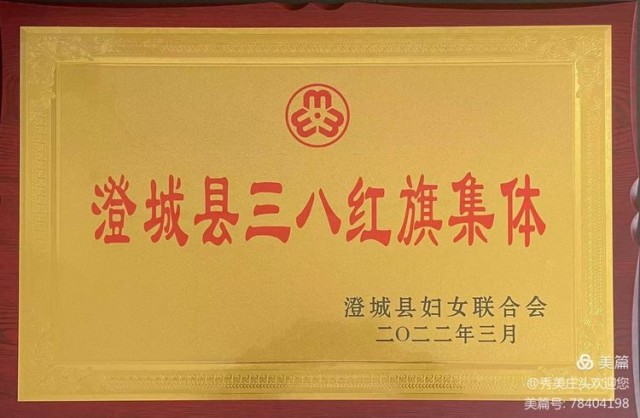 澄城县三八红旗集体
澄城县妇女联合会
二〇二二年三月
美篇
@秀美庄头欢迎您
美篇号: 78404198